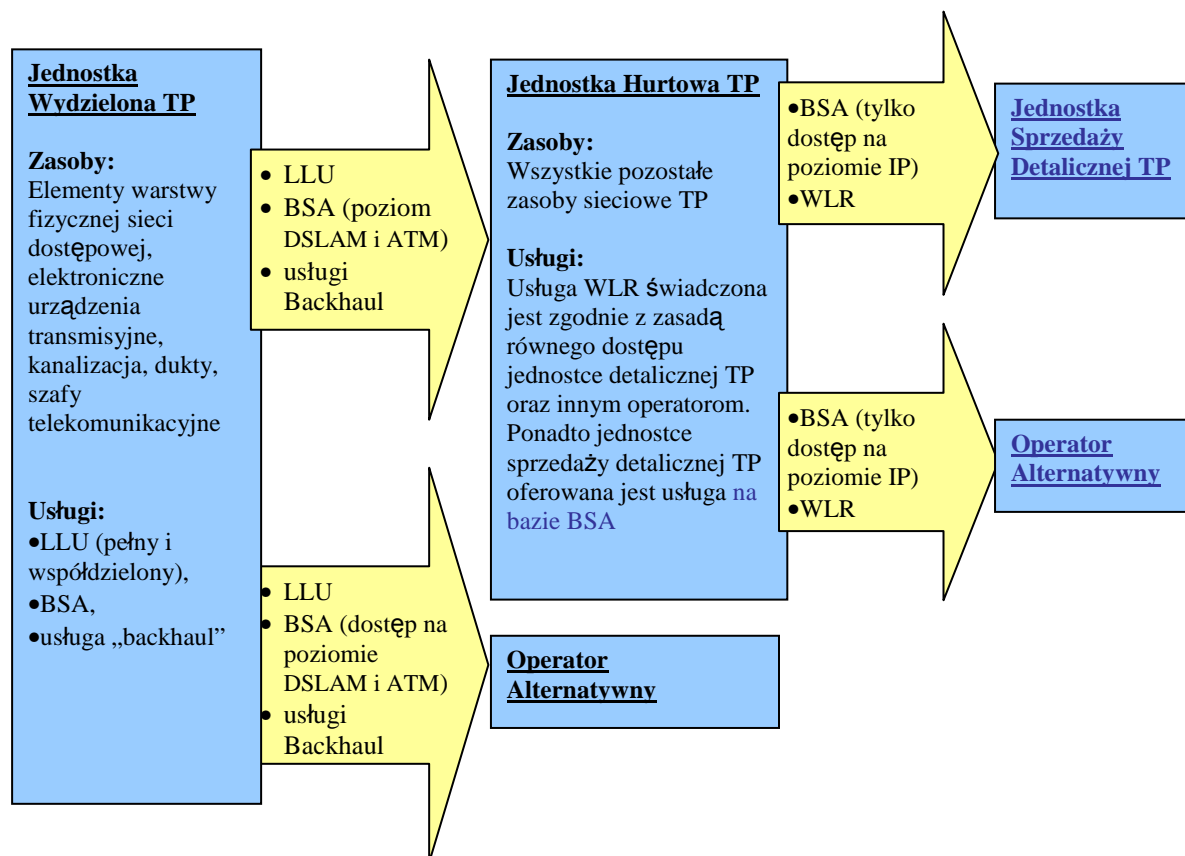 Jednostka
Wydzielona TP
Zasoby:
Elementy warstwy
fizycznej sieci
dostępowej,
elektroniczne
urządzenia
transmisyjne,
kanalizacja, dukty,
szafy
telekomunikacyjne
Usługi:
•LLU (pełny i
współdzielony),
•BSA,
•usługa „backhaul”
• LLU
• BSA (poziom
DSLAM i ATM)
• usługi
Backhaul
• LLU
• BSA (dostęp na
poziomie
DSLAM i ATM)
• usługi
Backhaul
Jednostka Hurtowa TP
Zasoby:
Wszystkie pozostałe
zasoby sieciowe TP
Usługi:
Usługa WLR świadczona
jest zgodnie z zasadą
równego dostępu
jednostce detalicznej TP
oraz innym operatorom.
Ponadto jednostce
sprzedaży detalicznej TP
oferowana jest usługa na
bazie BSA
Operator
Alternatywny
•BSA (tylko
dostęp na
poziomie IP)
•WLR
Jednostka
Sprzedaży
Detalicznej TP
•BSA (tylko
dostęp na
poziomie IP)
•WLR
Operator
Alternatywny